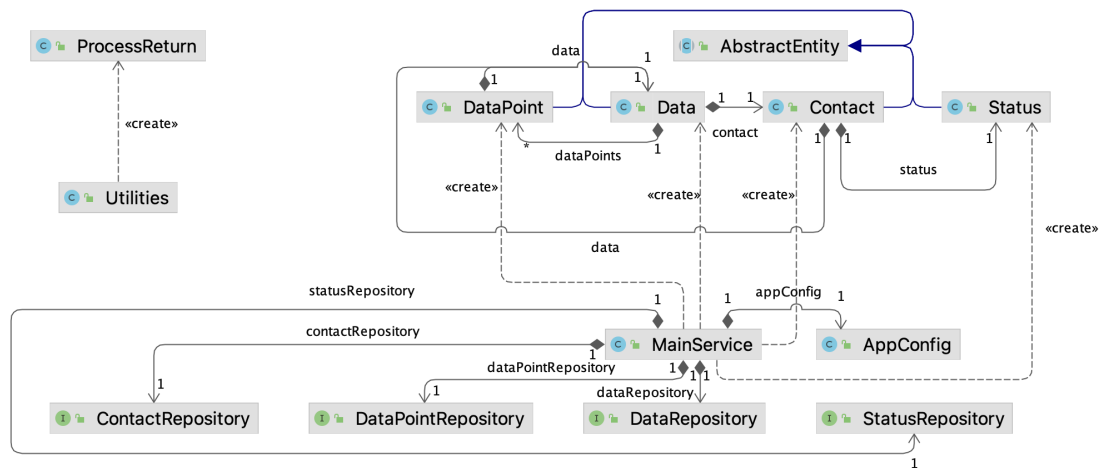 C ProcessReturn
«create»
C Utilities
C AbstractEntity
data
1
1
1
C DataPoint
C Data
1
1
contact
C Contact
C Status
*
dataPoints
1
1
1
status
1
«create»
«create»
«create»
«create»
data
statusRepository
1
1
appConfig
1
contactRepository
1
C MainService
C AppConfig
dataPointRepository
1
1
1
dataRepository
1
1
I ContactRepository
I DataPointRepository
I DataRepository
I StatusRepository
1